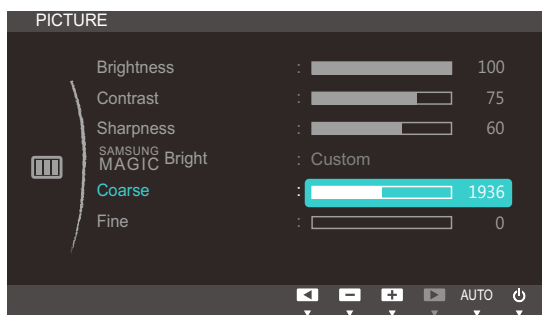 PICTURE
Brightness : 100
Contrast : 75
Sharpness : 60
SAMSUNG MAGIC Bright : Custom
Coarse : 1936
Fine : 0
AUTO